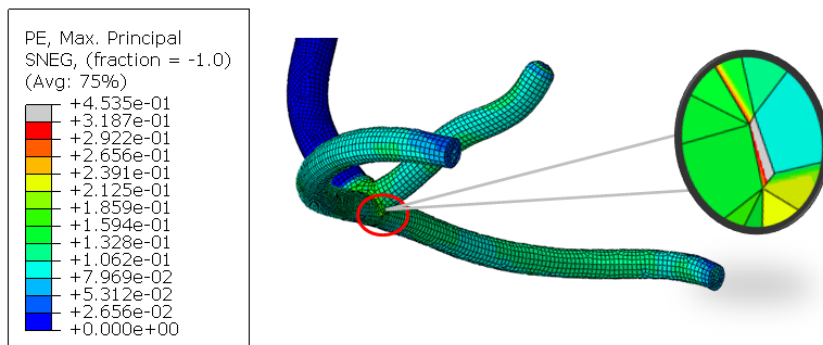 PE, Max. Principal
SNEG, (fraction = -1.0)
(Avg: 75%)
+4.535e-01
+3.187e-01
+2.922e-01
+2.656e-01
+2.391e-01
+2.125e-01
+1.859e-01
+1.594e-01
+1.328e-01
+1.062e-01
+7.969e-02
+5.312e-02
+2.656e-02
+0.000e+00